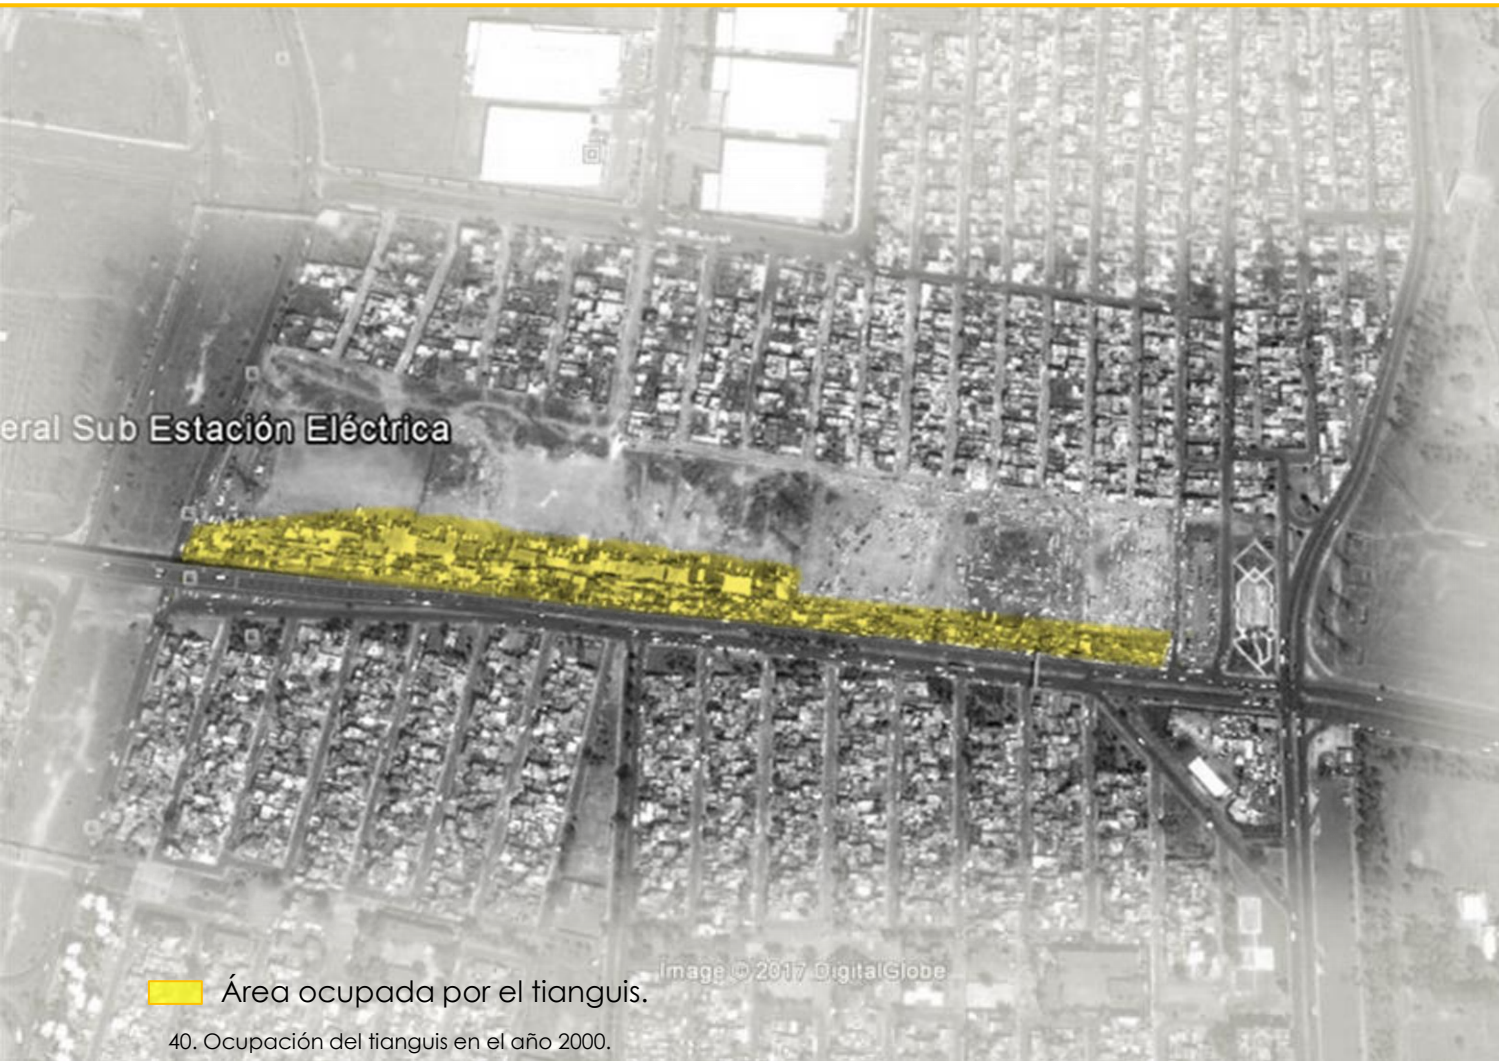 eral Sub Estación Eléctrica
Image © 2017 DigitalGlobe
Área ocupada por el tianguis.
40. Ocupación del tianguis en el año 2000.